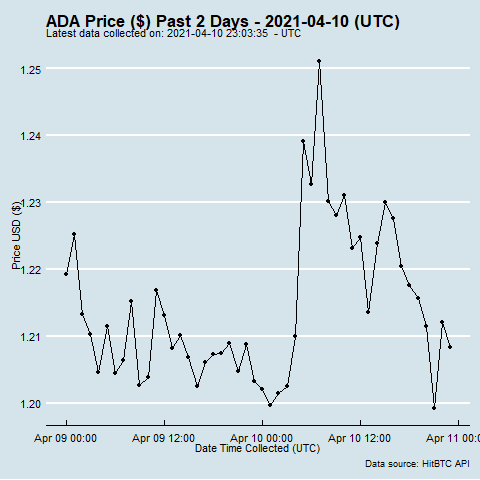 ADA Price ($) Past 2 Days - 2021-04-10 (UTC)
Latest data collected on: 2021-04-10 23:03:35 - UTC
1.25
1.24
1.23
1.22
1.21
1.20
Price USD ($)
Apr 09 00:00 Apr 09 12:00 Apr 10 00:00 Apr 10 12:00 Apr 11 00:00
Date Time Collected (UTC)
Data source: HitBTC API